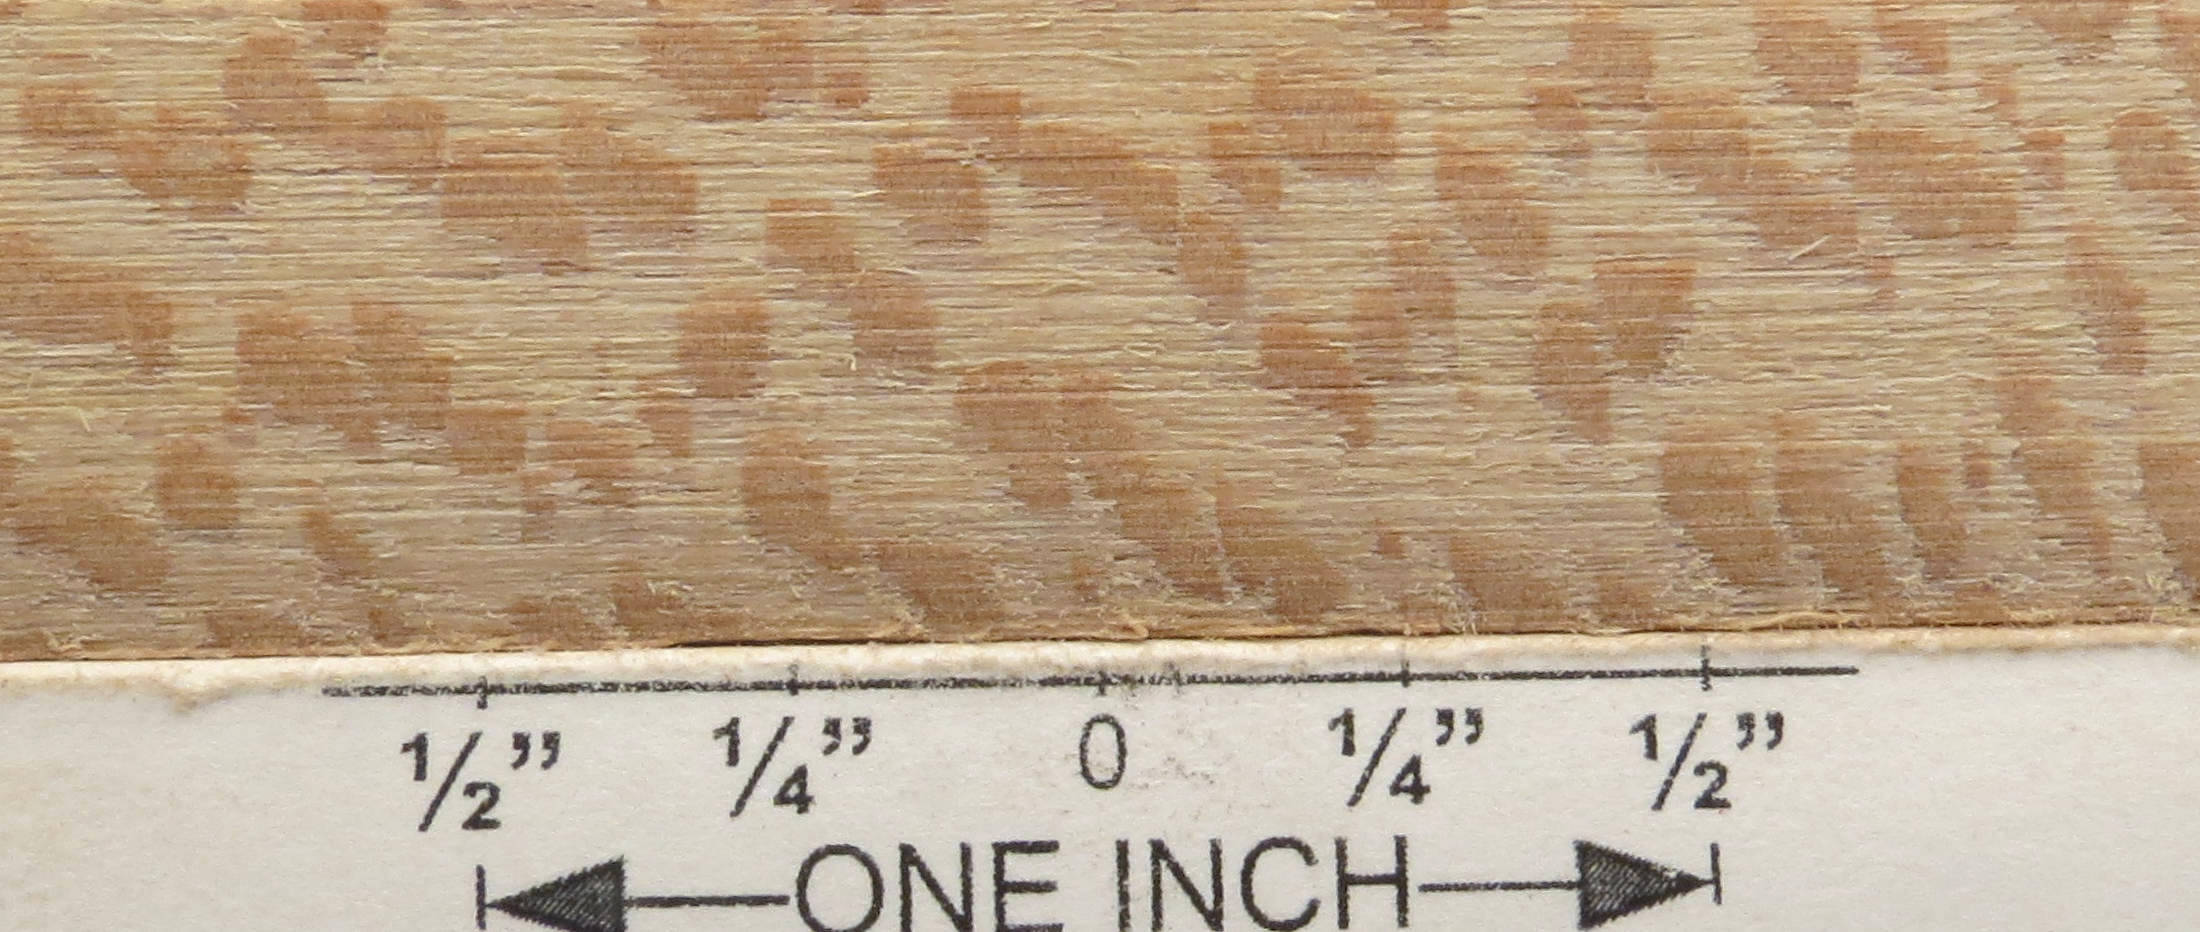 ½” ¼” 0 ¼” ½”
ONE INCH